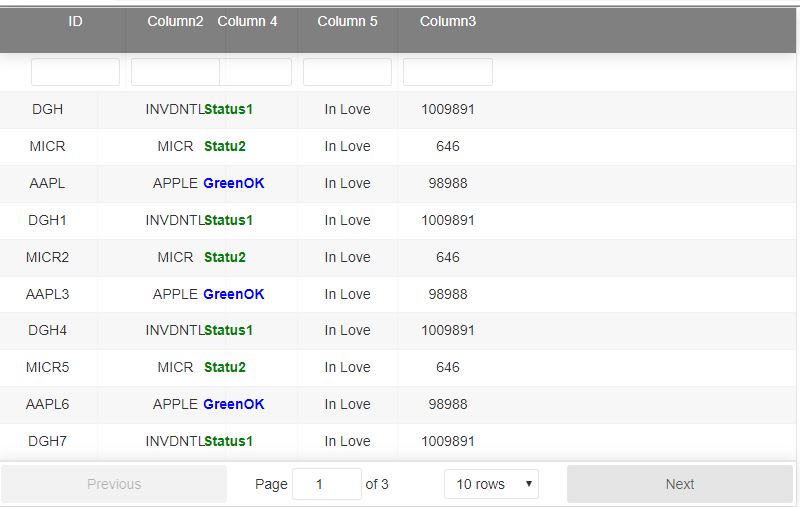 ID Column2 Column 4 Column 5 Column3
DGH INVDNTL Status1 In Love 1009891
MICR MICR Statu2 In Love 646
AAPL APPLE GreenOK In Love 98988
DGH1 INVDNTL Status1 In Love 1009891
MICR2 MICR Statu2 In Love 646
AAPL3 APPLE GreenOK In Love 98988
DGH4 INVDNTL Status1 In Love 1009891
MICR5 MICR Statu2 In Love 646
AAPL6 APPLE GreenOK In Love 98988
DGH7 INVDNTL Status1 In Love 1009891
Previous Page 1 of 3 10 rows Next